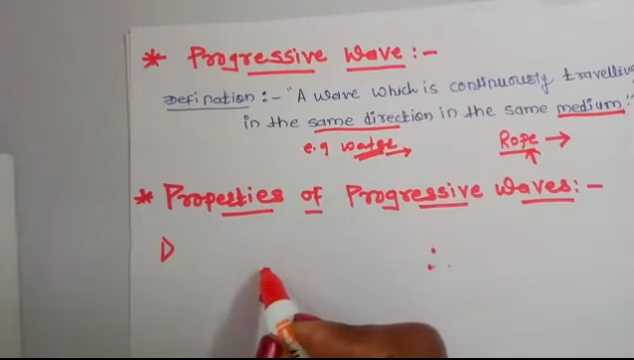 * Progressive Wave :-
Defination :- "A wave which is continuously travelling
in the same direction in the same medium."
e.g water → Rope →
* Properties of Progressive Waves :-